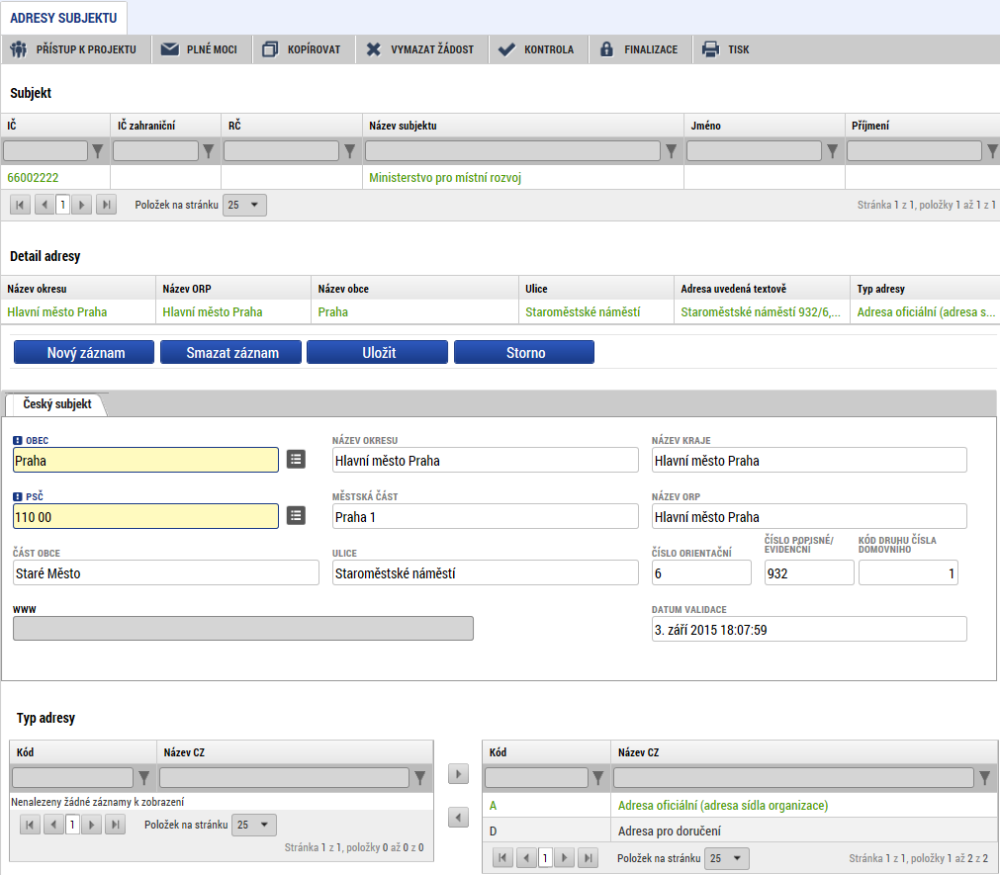 ADRESY SUBJEKTU
PŘÍSTUP K PROJEKTU PLNÉ MOCI KOPÍROVAT VYMAZAT ŽÁDOST KONTROLA FINALIZACE TISK
Subjekt
IČ IČ zahraniční RČ Název subjektu Jméno Příjmení
66002222 Ministerstvo pro místní rozvoj
1 Položek na stránku 25 Stránka 1 z 1, položky 1 až 1 z 1
Detail adresy
Název okresu Název ORP Název obce Ulice Adresa uvedená textově Typ adresy
Hlavní město Praha Hlavní město Praha Praha Staroměstské náměstí Staroměstské náměstí 932/6,... Adresa oficiální (adresa s...
Nový záznam Smazat záznam Uložit Storno
Český subjekt
OBEC NÁZEV OKRESU NÁZEV KRAJE
Praha Hlavní město Praha Hlavní město Praha
PSČ MĚSTSKÁ ČÁST NÁZEV ORP
110 00 Praha 1 Hlavní město Praha
ČÁST OBCE ULICE ČÍSLO ORIENTAČNÍ ČÍSLO POPISNÉ/ EVIDENČNÍ KÓD DRUHU ČÍSLA DOMOVNÍHO
Staré Město Staroměstské náměstí 6 932 1
WWW DATUM VALIDACE
3. září 2015 18:07:59
Typ adresy
Kód Název CZ Kód Název CZ
Nenalezeny žádné záznamy k zobrazení A Adresa oficiální (adresa sídla organizace)
1 Položek na stránku 25 D Adresa pro doručení
Stránka 1 z 1, položky 0 až 0 z 0 1 Položek na stránku 25 Stránka 1 z 1, položky 1 až 2 z 2